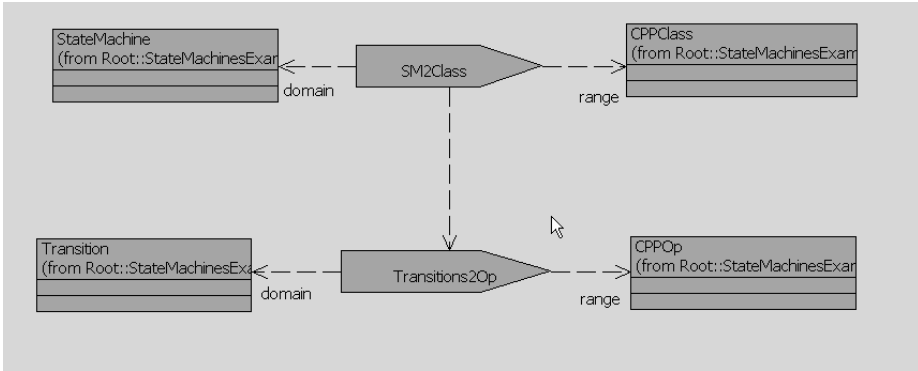 StateMachine
(from Root::StateMachinesExar
SM2Class
domain
CPPClass
(from Root::StateMachinesExam
range
Transition
(from Root::StateMachinesExa
Transitions2Op
domain
CPPOp
(from Root::StateMachinesExar
range